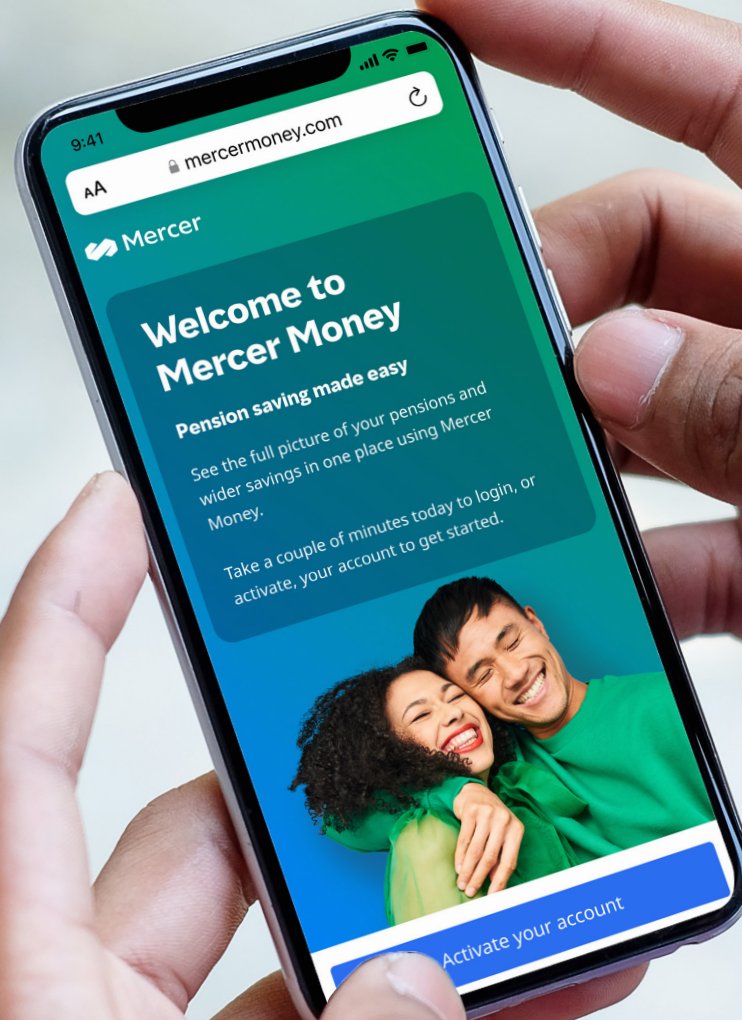 9:41
AA
mercermoney.com
Mercer
Welcome to
Mercer Money
Pension saving made easy
See the full picture of your pensions and
wider savings in one place using Mercer
Money.
Take a couple of minutes today to login, or
activate, your account to get started.
Activate your account